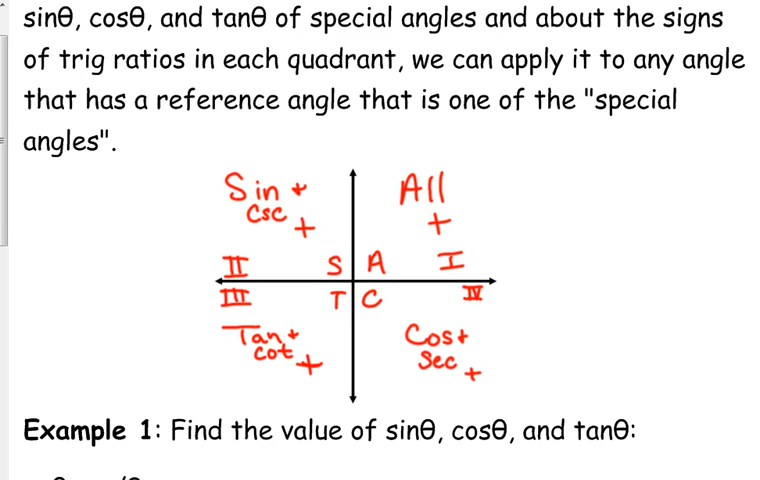 sinθ, cosθ, and tanθ of special angles and about the signs
of trig ratios in each quadrant, we can apply it to any angle
that has a reference angle that is one of the "special
angles".
Sin +
csc +
All
+
II
S
A
I
III
T
C
IV
Tan +
cot +
Cos +
Sec +
Example 1: Find the value of sinθ, cosθ, and tanθ: